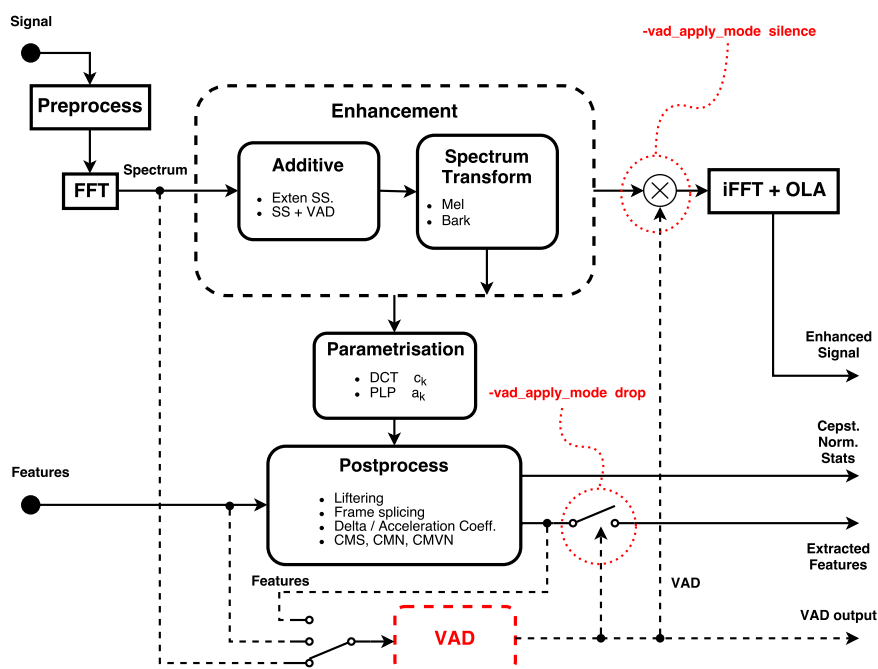 Signal
-vad_apply_mode silence
Preprocess
Enhancement
Spectrum
FFT
Additive
• Exten SS.
• SS + VAD
Spectrum
Transform
• Mel
• Bark
iFFT + OLA
Enhanced
Signal
Parametrisation
• DCT ck
• PLP ak
-vad_apply_mode drop
Cepst.
Norm.
Stats
Features
Postprocess
• Liftering
• Frame splicing
• Delta / Acceleration Coeff.
• CMS, CMN, CMVN
Extracted
Features
Features
VAD
VAD output
VAD